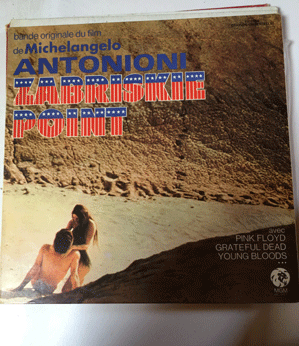 bande originale du film
de Michelangelo
ANTONIONI
ZABRISKIE
POINT
avec
PINK FLOYD
GRATEFUL DEAD
YOUNG BLOODS
...
MGM